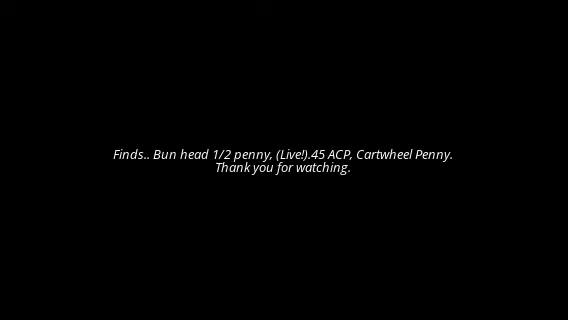 Finds.. Bun head 1/2 penny, (Live!).45 ACP, Cartwheel Penny.
Thank you for watching.